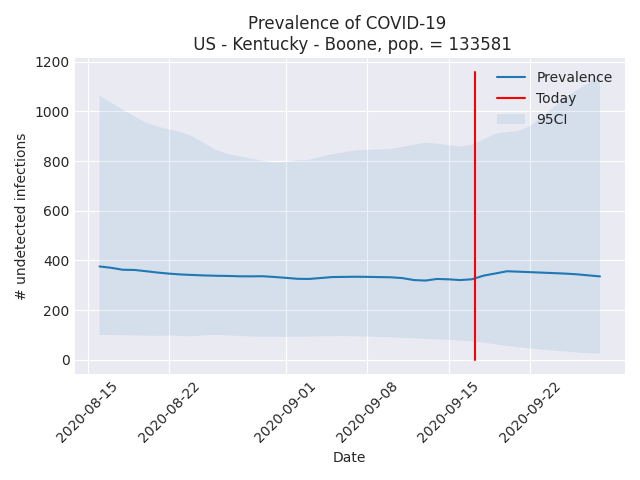 Prevalence of COVID-19
US - Kentucky - Boone, pop. = 133581
1200
1000
800
600
400
200
0
# undetected infections
Prevalence
Today
95CI
2020-08-15
2020-08-22
2020-09-01
2020-09-08
2020-09-15
2020-09-22
Date